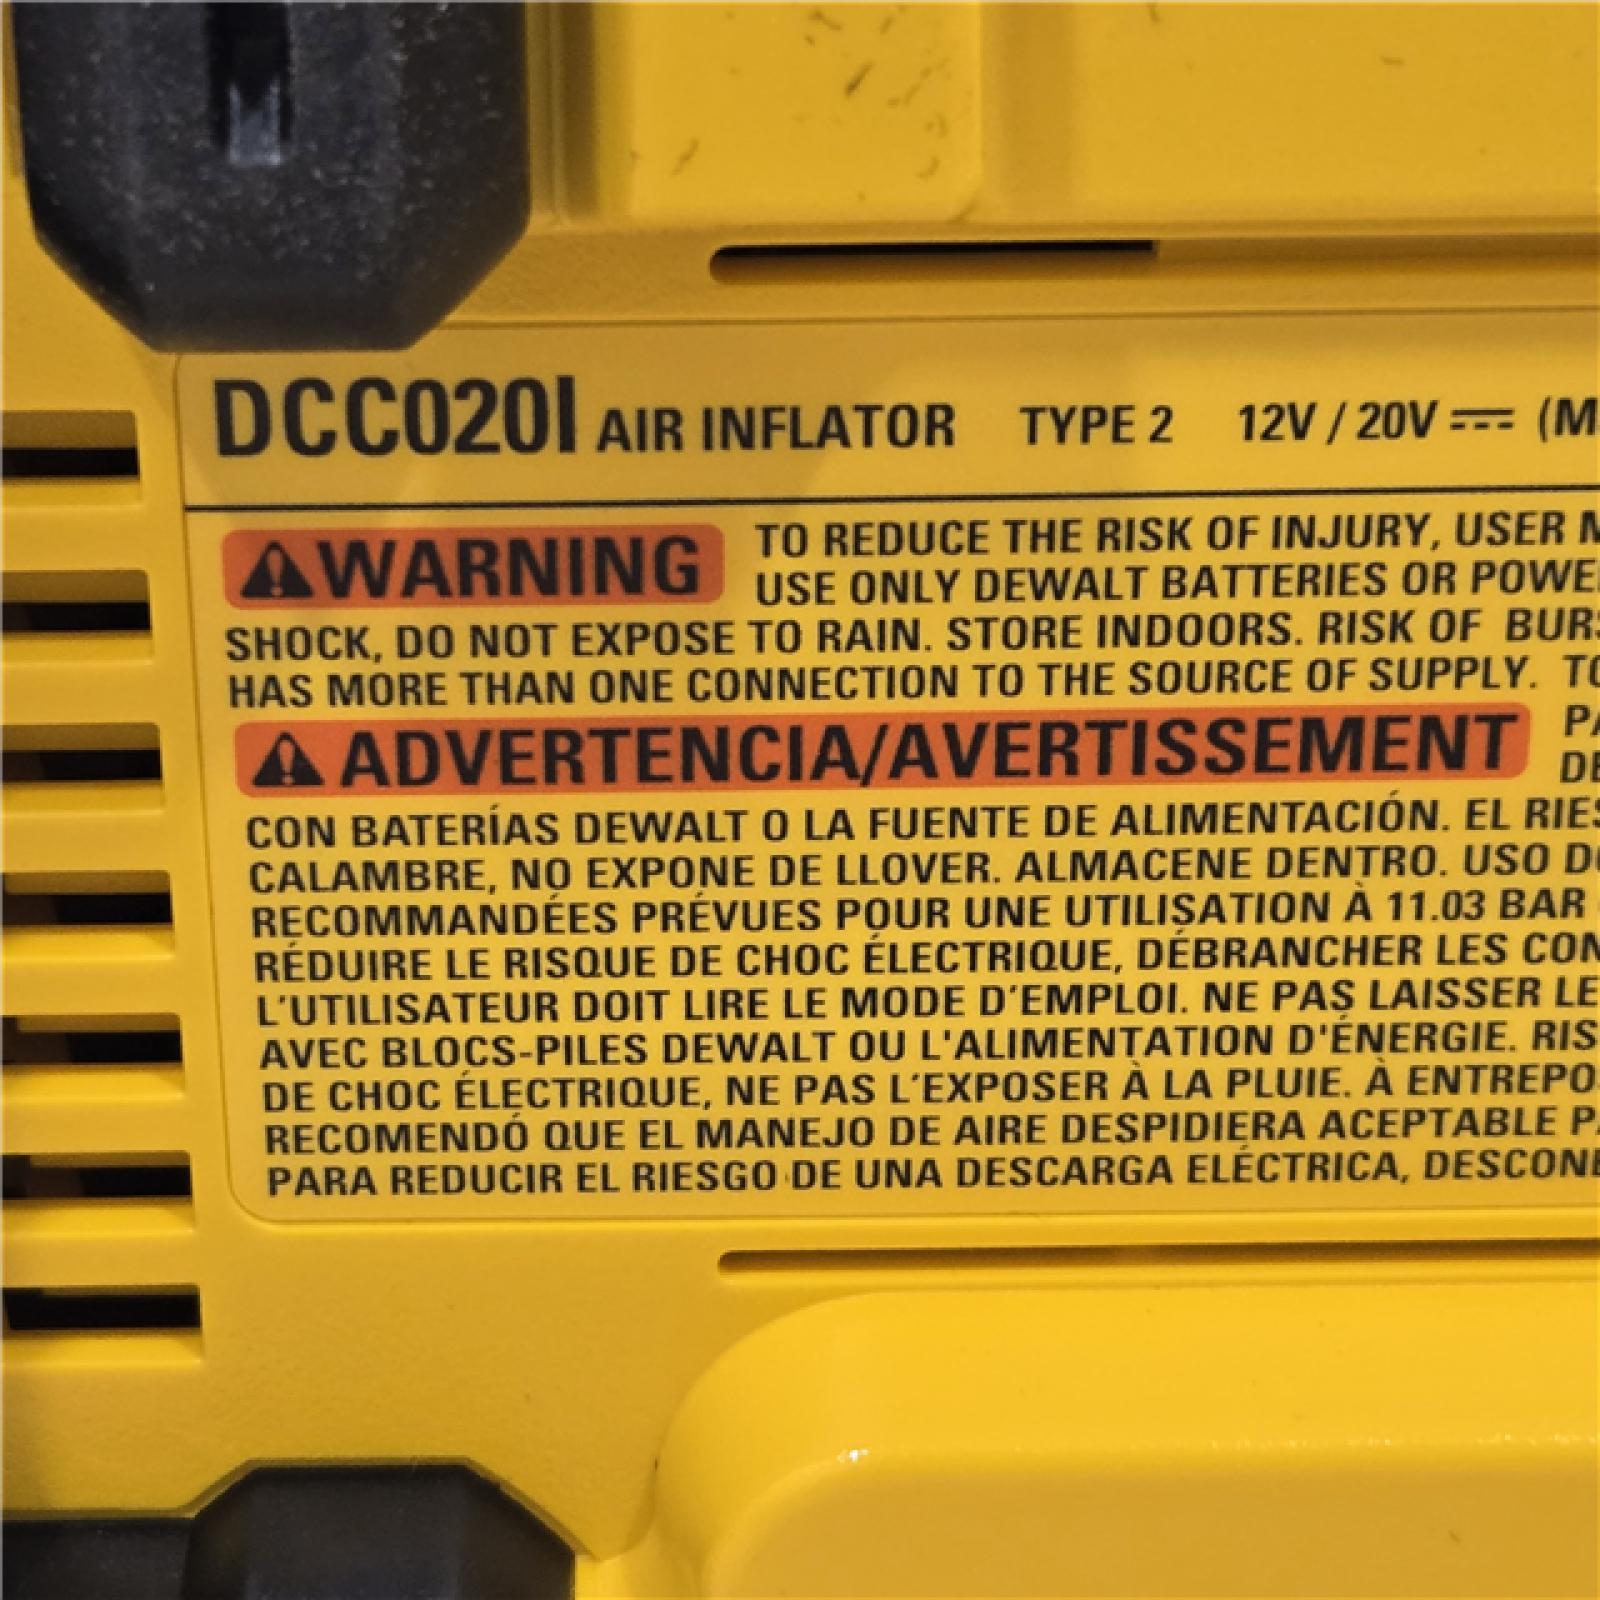 DCC020I AIR INFLATOR TYPE 2 12V / 20V ⎓
WARNING TO REDUCE THE RISK OF INJURY, USER
USE ONLY DEWALT BATTERIES OR
SHOCK, DO NOT EXPOSE TO RAIN. STORE INDOORS. RISK OF
HAS MORE THAN ONE CONNECTION TO THE SOURCE OF SUPPLY.
ADVERTENCIA/AVERTISSEMENT
CON BATERÍAS DEWALT O LA FUENTE DE ALIMENTACIÓN. EL
CALAMBRE, NO EXPONE DE LLOVER. ALMACENE DENTRO. USO
RECOMMANDÉES PRÉVUES POUR UNE UTILISATION À 11.03 BAR
RÉDUIRE LE RISQUE DE CHOC ÉLECTRIQUE, DÉBRANCHER LES
L'UTILISATEUR DOIT LIRE LE MODE D'EMPLOI. NE PAS LAISSER
AVEC BLOCS-PILES DEWALT OU L'ALIMENTATION D'ÉNERGIE.
DE CHOC ÉLECTRIQUE, NE PAS L'EXPOSER À LA PLUIE. À
RECOMENDÓ QUE EL MANEJO DE AIRE DESPIDIERA ACEPTABLE
PARA REDUCIR EL RIESGO DE UNA DESCARGA ELÉCTRICA,